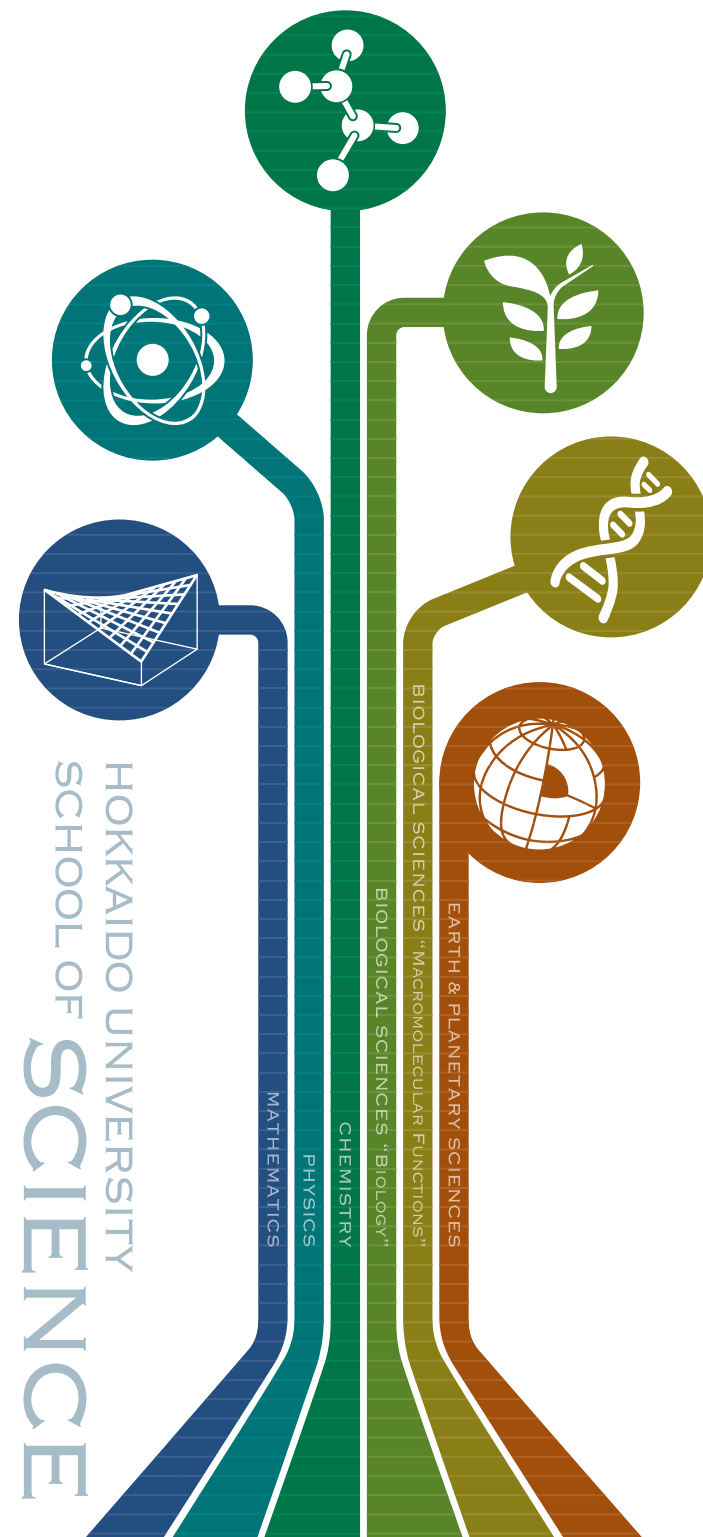 HOKKAIDO UNIVERSITY
SCHOOL OF SCIENCE
MATHEMATICS
PHYSICS
CHEMISTRY
BIOLOGICAL SCIENCES “BIOLOGY”
BIOLOGICAL SCIENCES “MACROMOLECULAR FUNCTIONS”
EARTH & PLANETARY SCIENCES